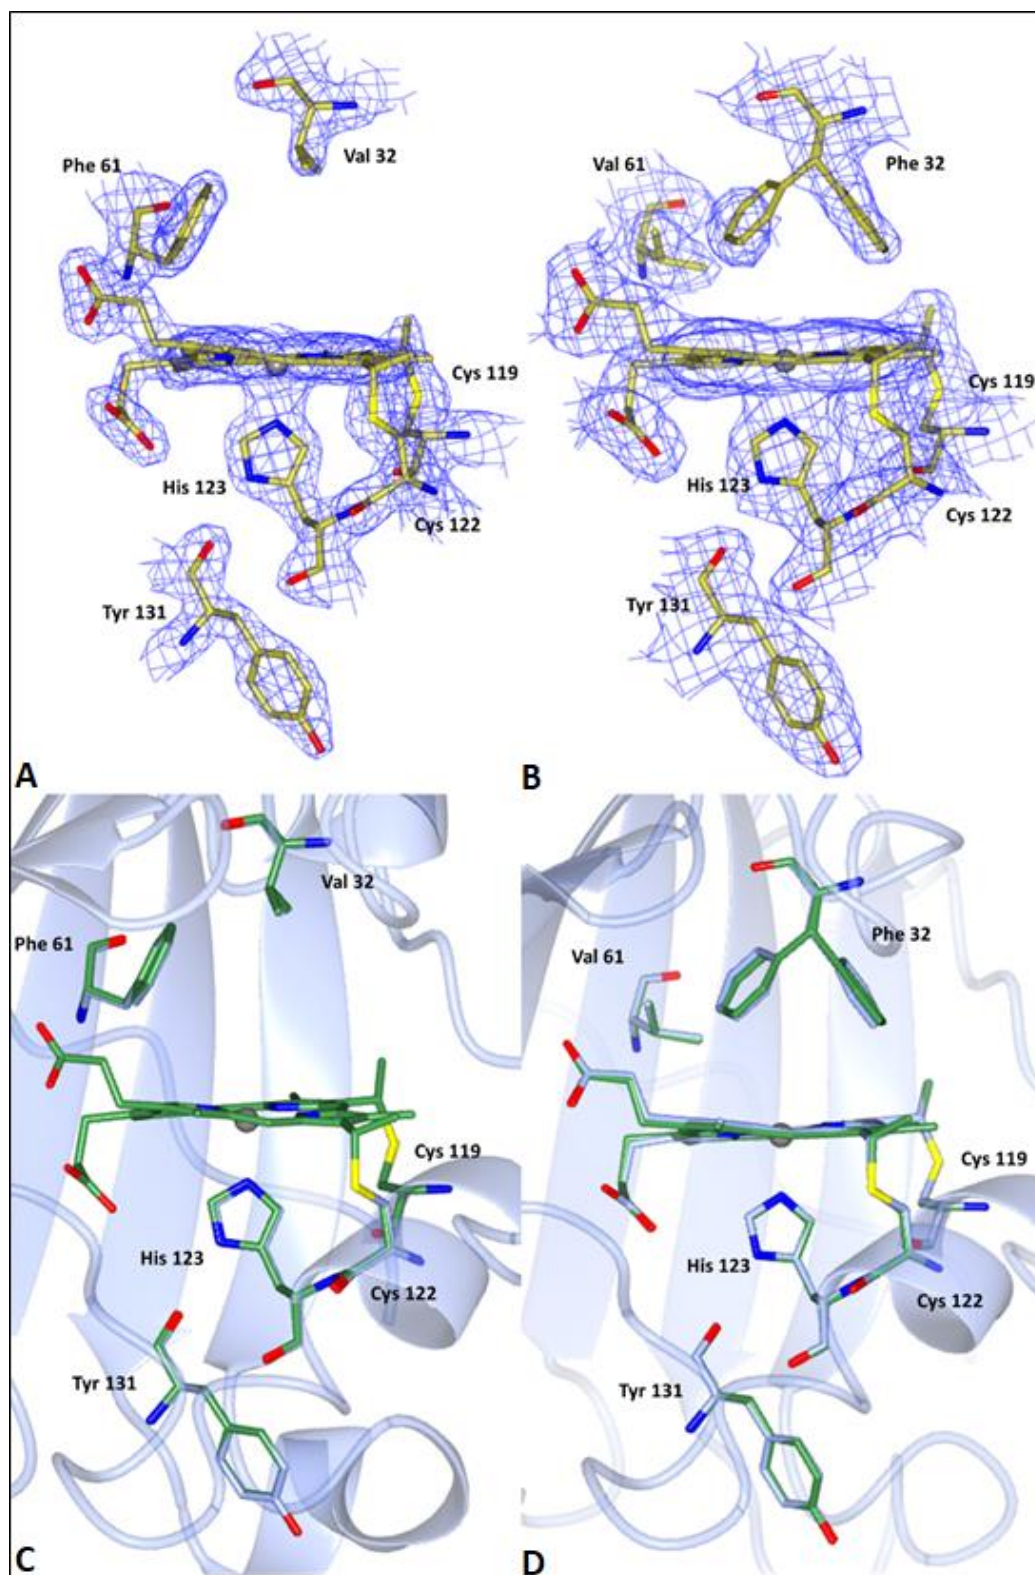 Val 32
Phe 61
Cys 119
His 123
Cys 122
Tyr 131
A
Phe 32
Val 61
Cys 119
His 123
Cys 122
Tyr 131
B
Val 32
Phe 61
Cys 119
His 123
Cys 122
Tyr 131
C
Phe 32
Val 61
Cys 119
His 123
Cys 122
Tyr 131
D